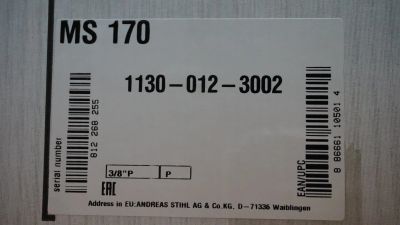 MS 170
1130-012-3002
serial number
812 268 255
3/8"P P
EAC
Address in EU:ANDREAS STIHL AG & Co.KG, D-71336 Waiblingen
EAN/UPC
8 86661 10501 4